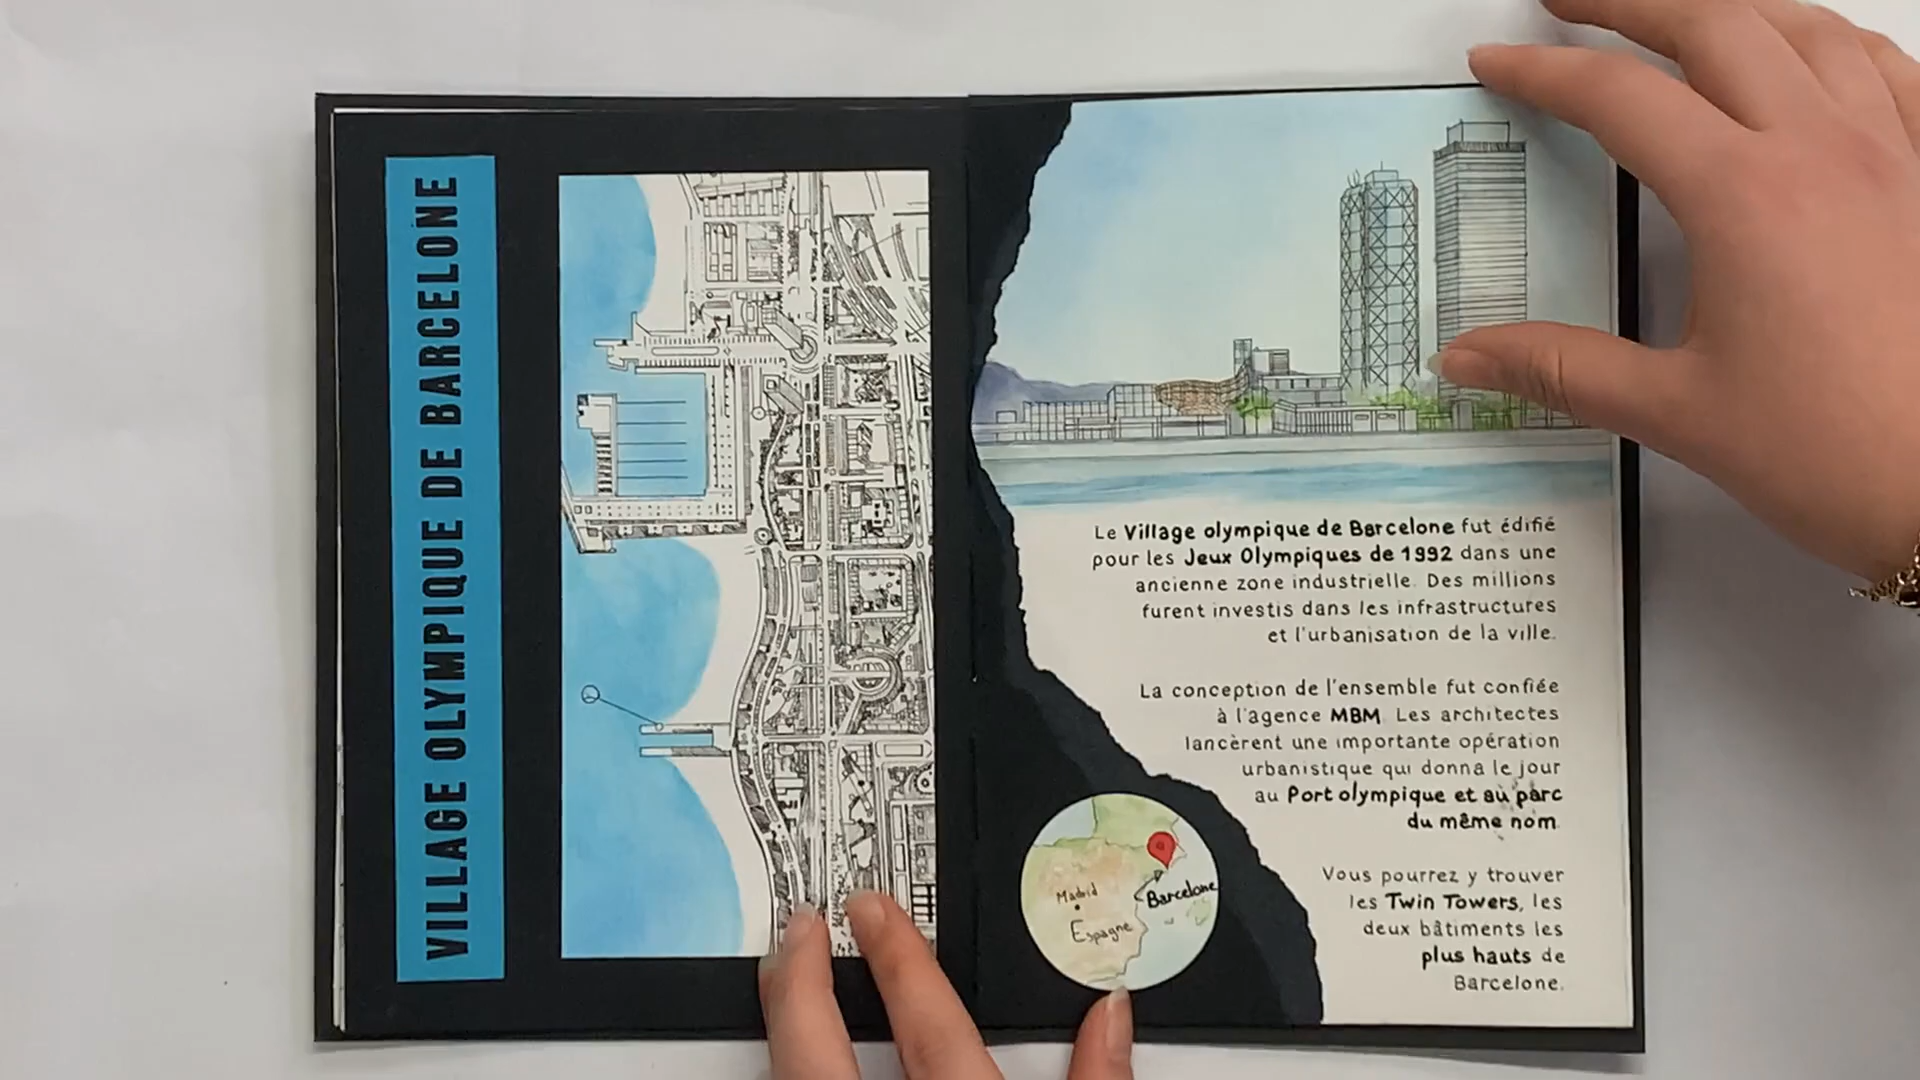 VILLAGE OLYMPIQUE DE BARCELONE
Le Village olympique de Barcelone fut édifié
pour les Jeux Olympiques de 1992 dans une
ancienne zone industrielle. Des millions
furent investis dans les infrastructures
et l'urbanisation de la ville.
La conception de l'ensemble fut confiée
à l'agence MBM. Les architectes
lancèrent une importante opération
urbanistique qui donna le jour
au Port olympique et au parc
du même nom.
Vous pourrez y trouver
les Twin Towers, les
deux bâtiments les
plus hauts de
Barcelone.
Madrid
Barcelone
Espagne